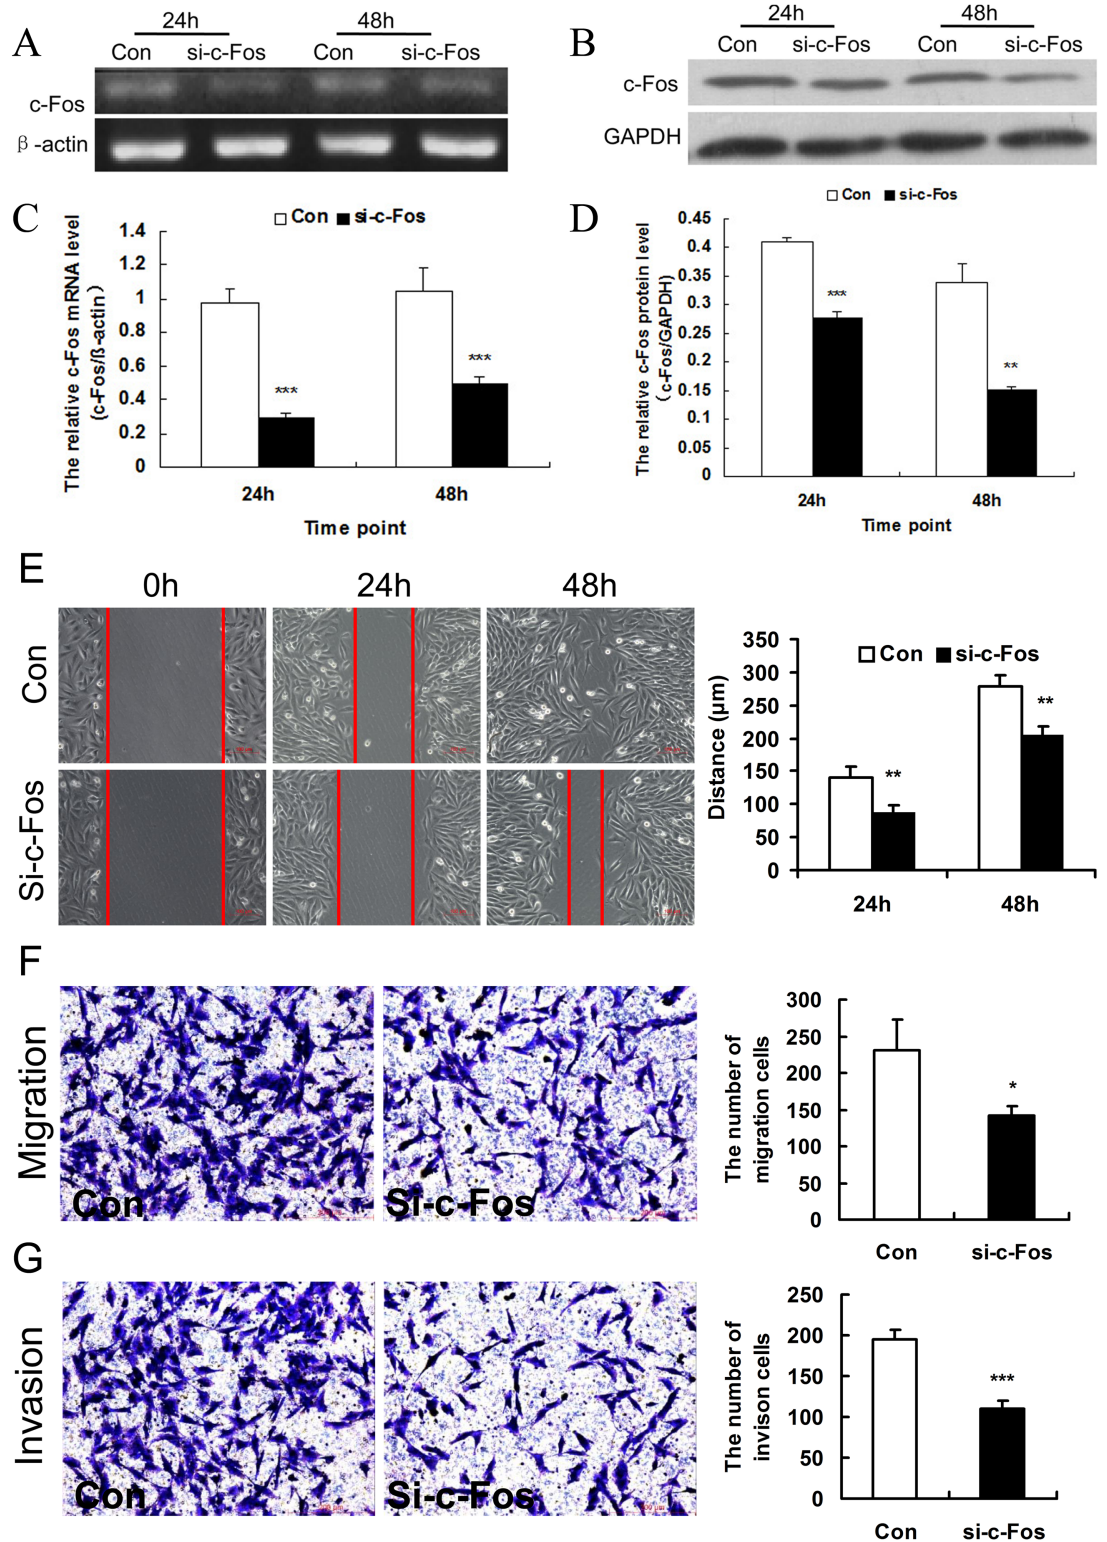 A
24h
48h
Con
si-c-Fos
Con
si-c-Fos
c-Fos
β-actin
B
24h
48h
Con
si-c-Fos
Con
si-c-Fos
c-Fos
GAPDH
C
Con
si-c-Fos
The relative c-Fos mRNA level
(c-Fos/ß-actin)
1.4
1.2
1
0.8
0.6
0.4
0.2
0
***
***
24h
48h
Time point
D
Con
si-c-Fos
The relative c-Fos protein level
(c-Fos/GAPDH)
0.45
0.4
0.35
0.3
0.25
0.2
0.15
0.1
0.05
0
***
**
24h
48h
Time point
E
0h
24h
48h
Con
Si-c-Fos
Distance (µm)
350
300
250
200
150
100
50
0
Con
si-c-Fos
**
**
24h
48h
F
Migration
Con
Si-c-Fos
The number of
migration cells
300
250
200
150
100
50
0
*
Con
si-c-Fos
G
Invasion
Con
Si-c-Fos
The number of
invison cells
250
200
150
100
50
0
***
Con
si-c-Fos